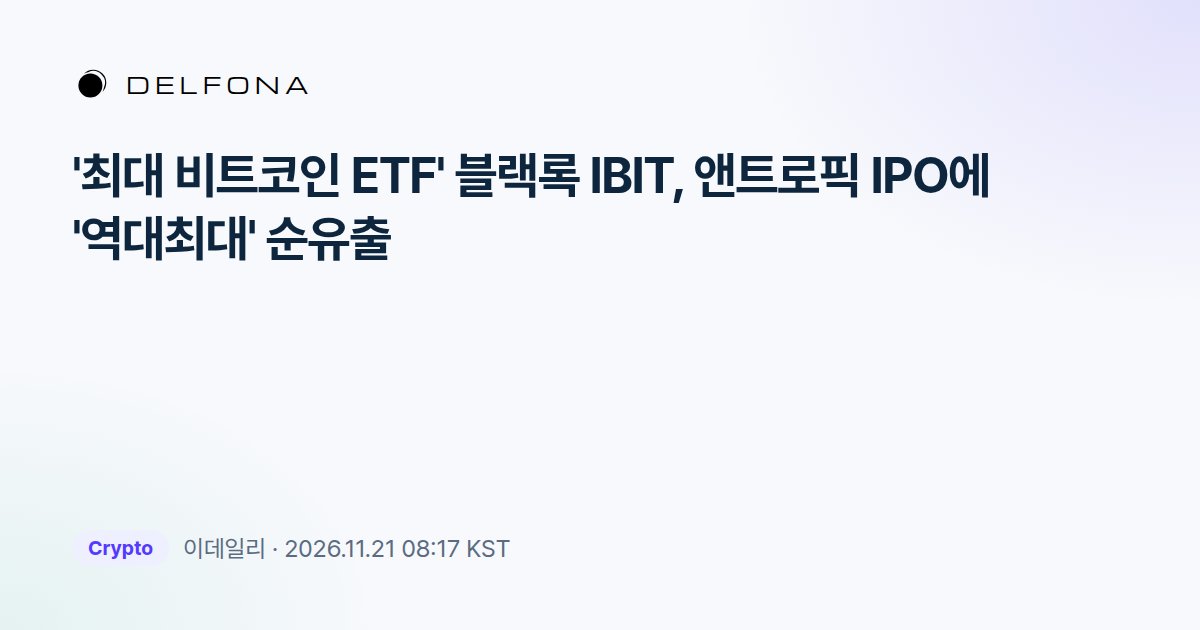 DELFONA
'최대 비트코인 ETF' 블랙록 IBIT, 앤트로픽 IPO에
'역대최대' 순유출
Crypto 이데일리 · 2026.11.21 08:17 KST